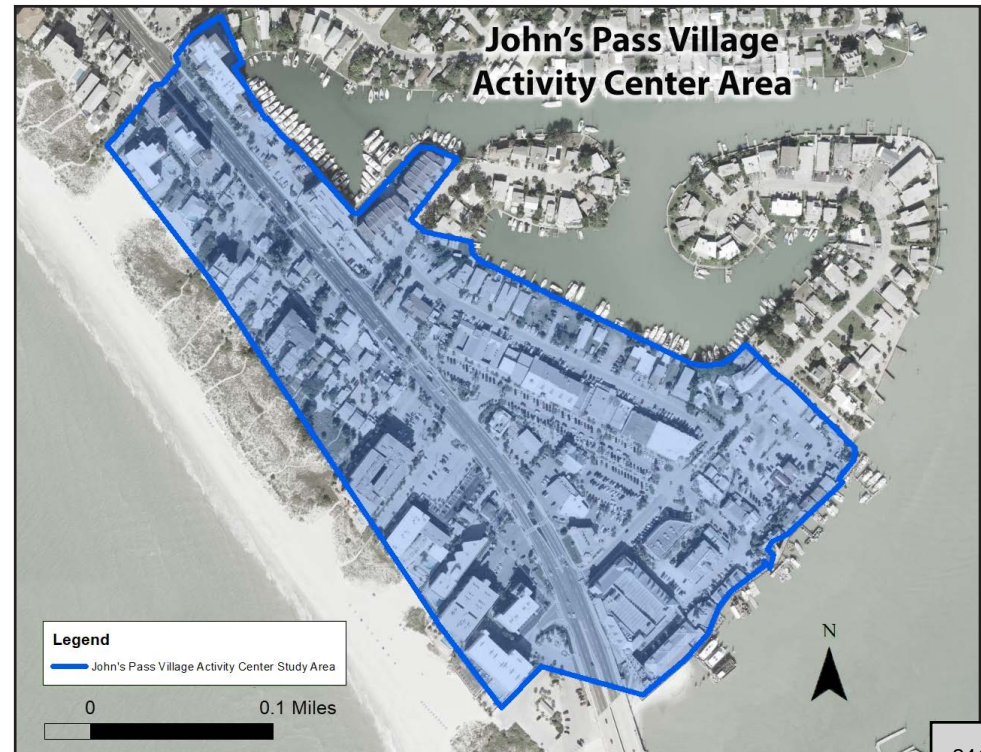 John's Pass Village
Activity Center Area
Legend
John's Pass Village Activity Center Study Area
0 0.1 Miles
N